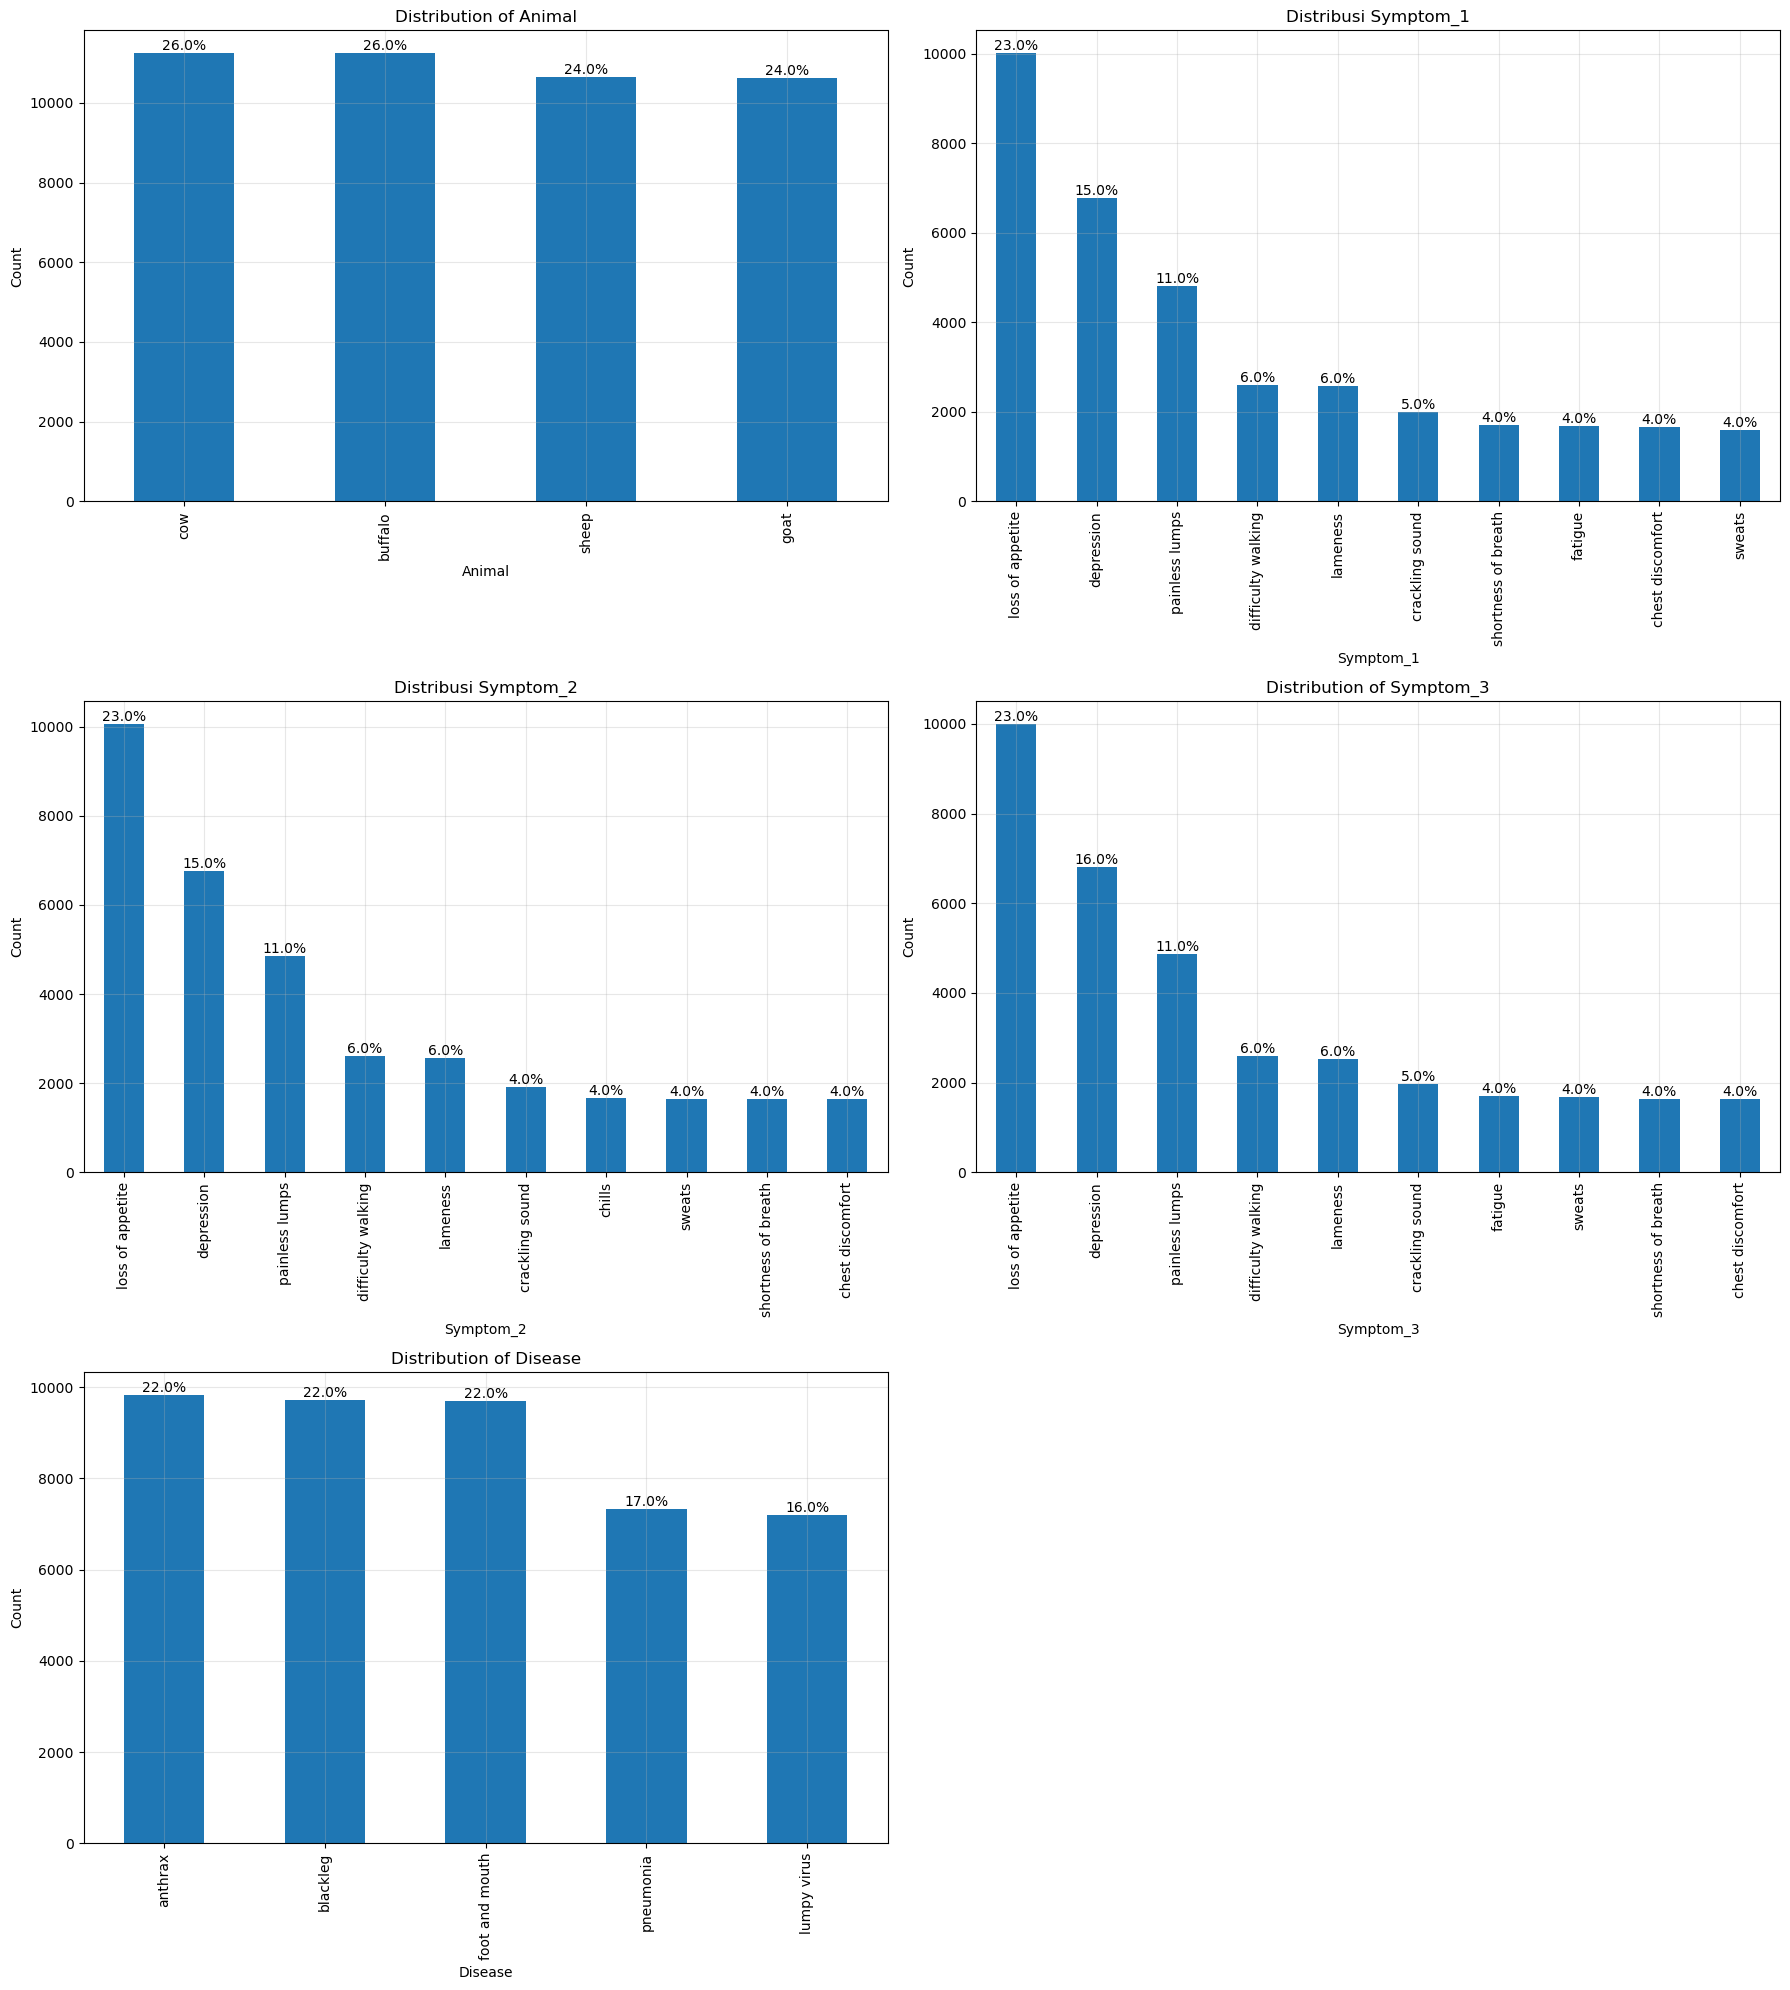 Distribution of Animal
Count
10000
8000
6000
4000
2000
0
26.0%
26.0%
24.0%
24.0%
cow
buffalo
sheep
goat
Animal
Distribusi Symptom_1
Count
10000
8000
6000
4000
2000
0
23.0%
15.0%
11.0%
6.0%
6.0%
5.0%
4.0%
4.0%
4.0%
4.0%
loss of appetite
depression
painless lumps
difficulty walking
lameness
crackling sound
shortness of breath
fatigue
chest discomfort
sweats
Symptom_1
Distribusi Symptom_2
Count
10000
8000
6000
4000
2000
0
23.0%
15.0%
11.0%
6.0%
6.0%
4.0%
4.0%
4.0%
4.0%
4.0%
loss of appetite
depression
painless lumps
difficulty walking
lameness
crackling sound
chills
sweats
shortness of breath
chest discomfort
Symptom_2
Distribution of Symptom_3
Count
10000
8000
6000
4000
2000
0
23.0%
16.0%
11.0%
6.0%
6.0%
5.0%
4.0%
4.0%
4.0%
4.0%
loss of appetite
depression
painless lumps
difficulty walking
lameness
crackling sound
fatigue
sweats
shortness of breath
chest discomfort
Symptom_3
Distribution of Disease
Count
10000
8000
6000
4000
2000
0
22.0%
22.0%
22.0%
17.0%
16.0%
anthrax
blackleg
foot and mouth
pneumonia
lumpy virus
Disease